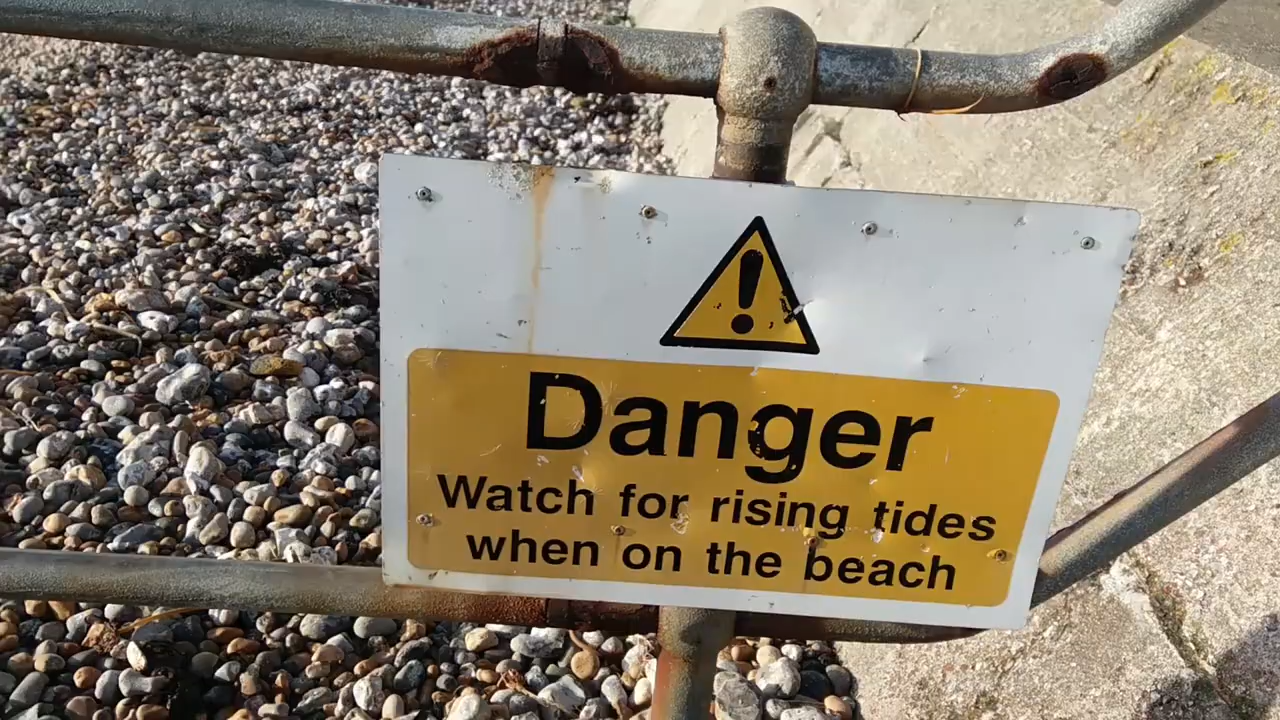 Danger
Watch for rising tides
when on the beach